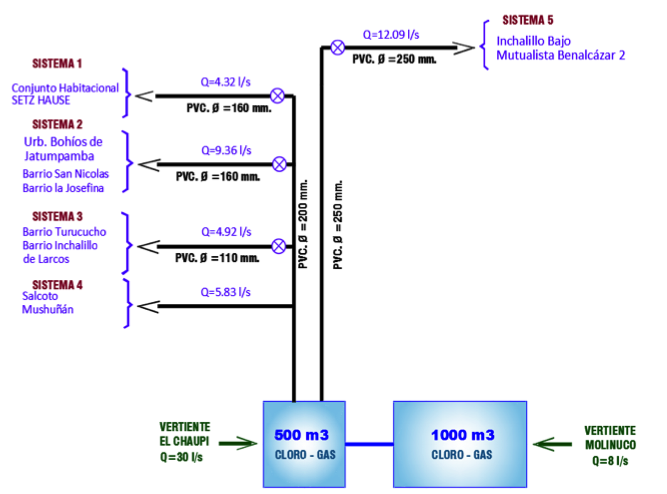 SISTEMA 5
Q=12.09 l/s
Inchalillo Bajo
Mutualista Benalcázar 2
PVC. Ø =250 mm.
SISTEMA 1
Q=4.32 l/s
Conjunto Habitacional
SETZ HAUSE
PVC. Ø =160 mm.
SISTEMA 2
Urb. Bohíos de
Jatumpamba
Barrio San Nicolas
Barrio la Josefina
Q=9.36 l/s
PVC. Ø =160 mm.
SISTEMA 3
Barrio Turucucho
Barrio Inchalillo
de Larcos
Q=4.92 l/s
PVC. Ø =110 mm.
PVC. Ø =200 mm.
PVC. Ø =250 mm.
SISTEMA 4
Salcoto
Mushuñán
Q=5.83 l/s
VERTIENTE
EL CHAUPI
Q=30 l/s
500 m3
CLORO - GAS
1000 m3
CLORO - GAS
VERTIENTE
MOLINUCO
Q=8 l/s